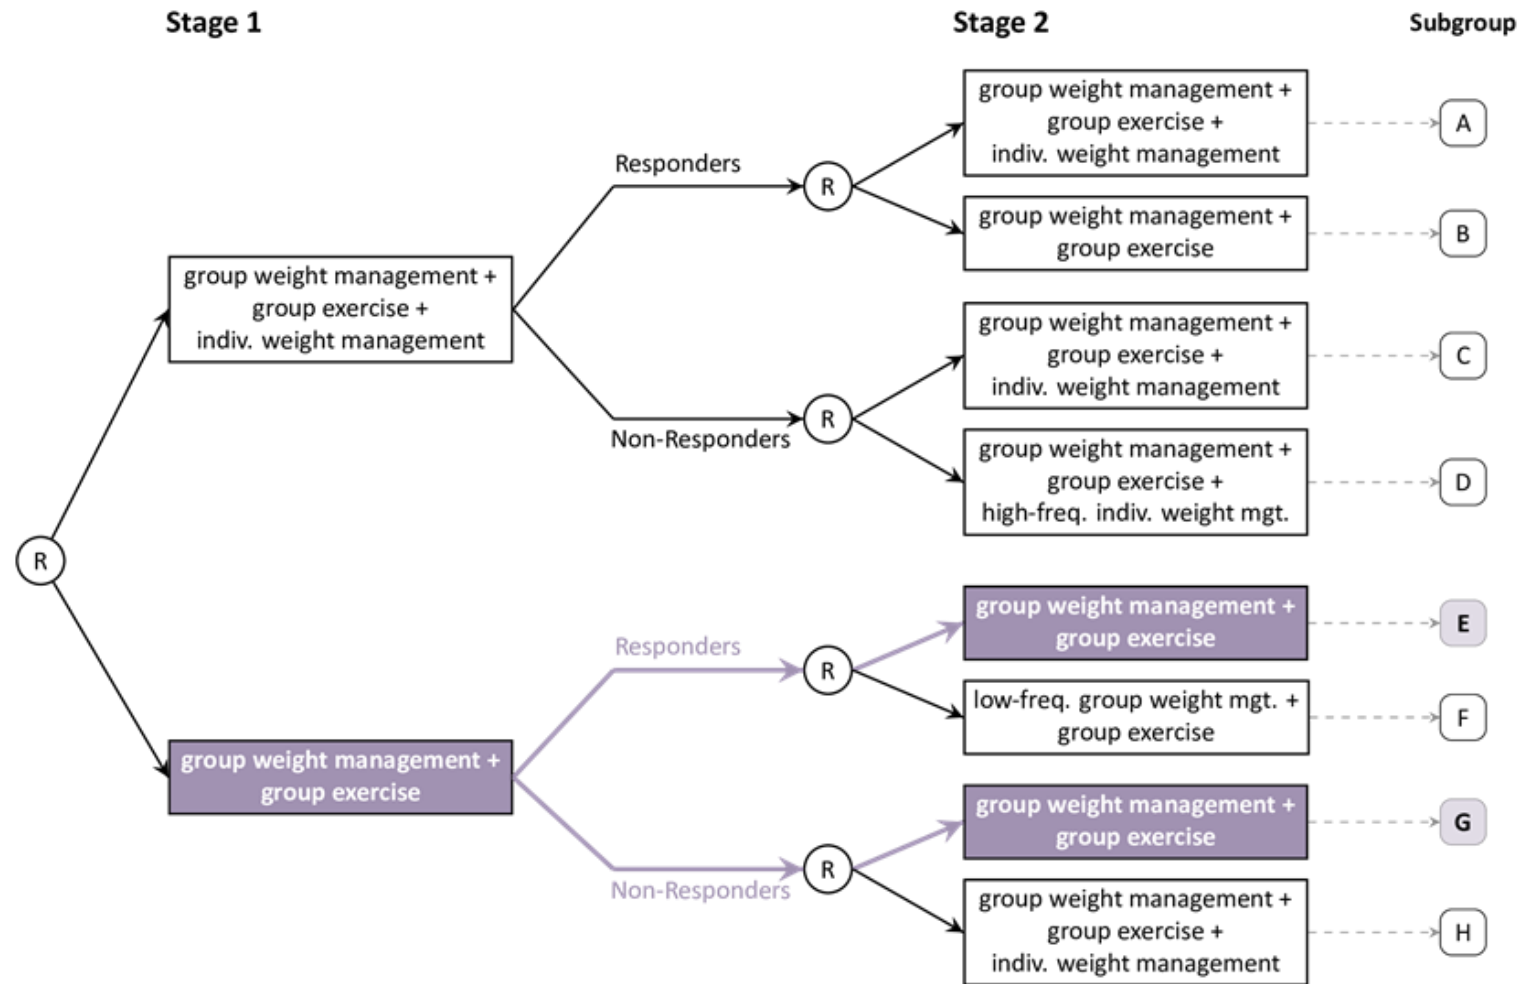 Stage 1
Stage 2
Subgroup
group weight management +
group exercise +
indiv. weight management
A
Responders
R
group weight management +
group exercise
B
group weight management +
group exercise +
indiv. weight management
group weight management +
group exercise +
indiv. weight management
C
R
Non-Responders
group weight management +
group exercise +
high-freq. indiv. weight mgt.
D
R
group weight management +
group exercise
E
Responders
R
low-freq. group weight mgt. +
group exercise
F
group weight management +
group exercise
group weight management +
group exercise
G
R
Non-Responders
group weight management +
group exercise +
indiv. weight management
H